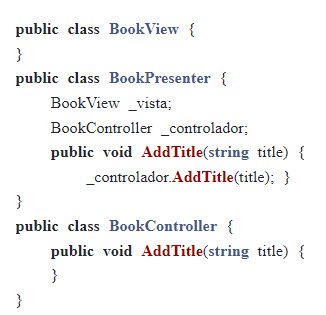 public class BookView {
}
public class BookPresenter {
BookView _vista;
BookController _controlador;
public void AddTitle(string title) {
_controlador.AddTitle(title); }
}
public class BookController {
public void AddTitle(string title) {
}
}